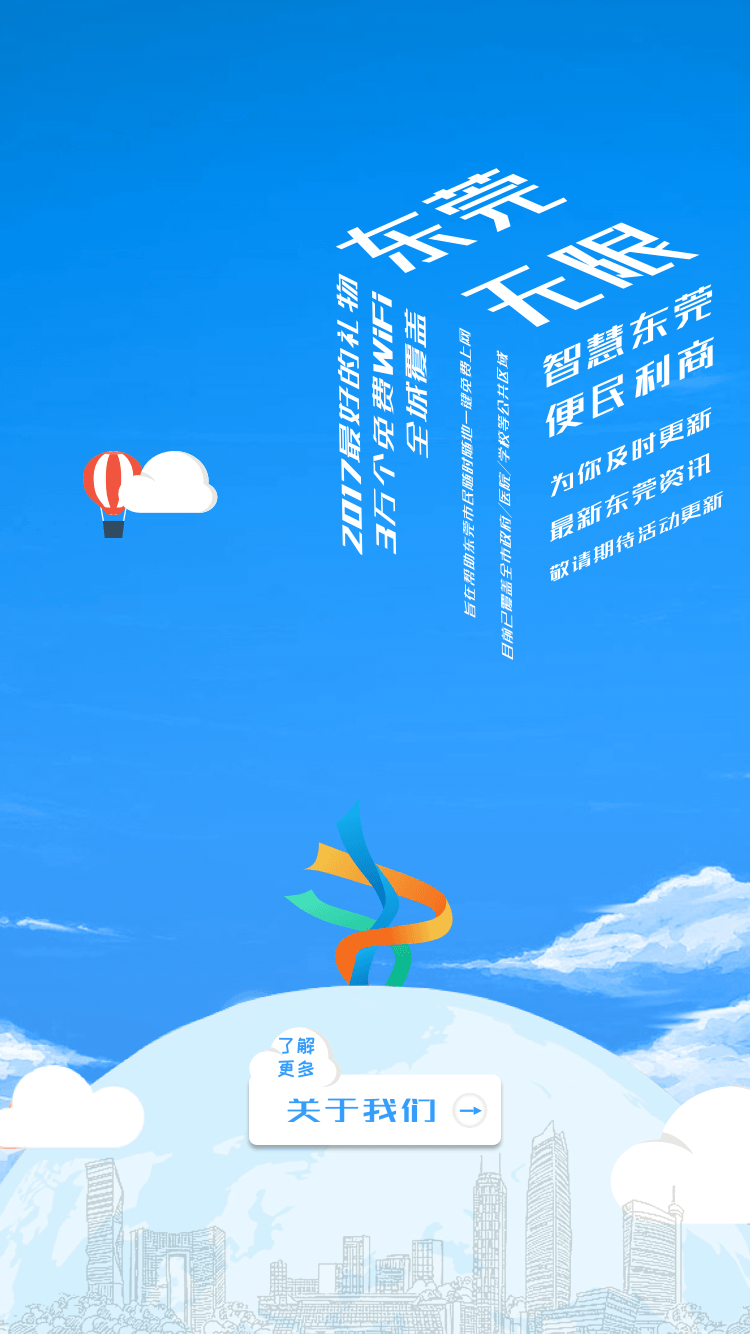 东莞
无限
2017最好的礼物
3万个免费WiFi
全城覆盖
旨在帮助东莞市民随时随地一键免费上网
目前已覆盖全市政府/医院/学校等公共区域
智慧东莞
便民利商
为你及时更新
最新东莞资讯
敬请期待活动更新
了解
更多
关于我们